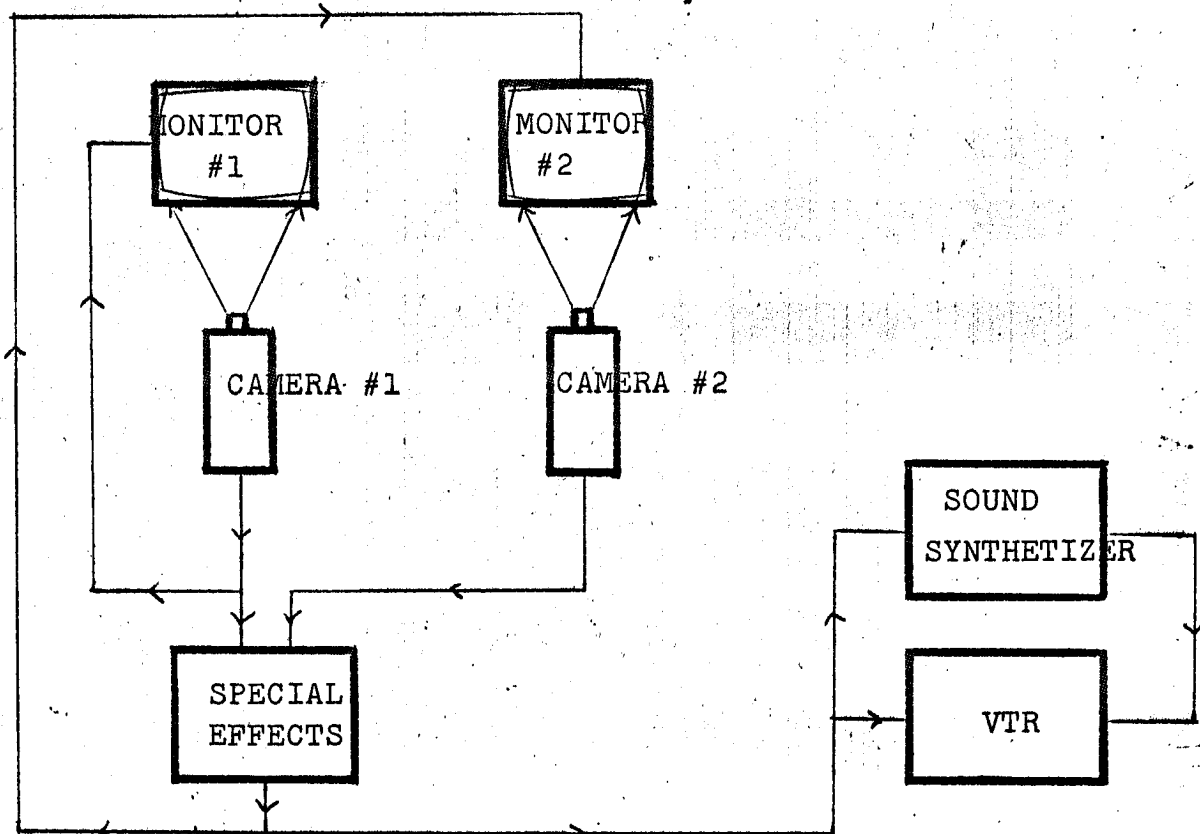 MONITOR
#1
MONITOR
#2
CAMERA #1
CAMERA #2
SOUND
SYNTHETIZER
SPECIAL
EFFECTS
VTR